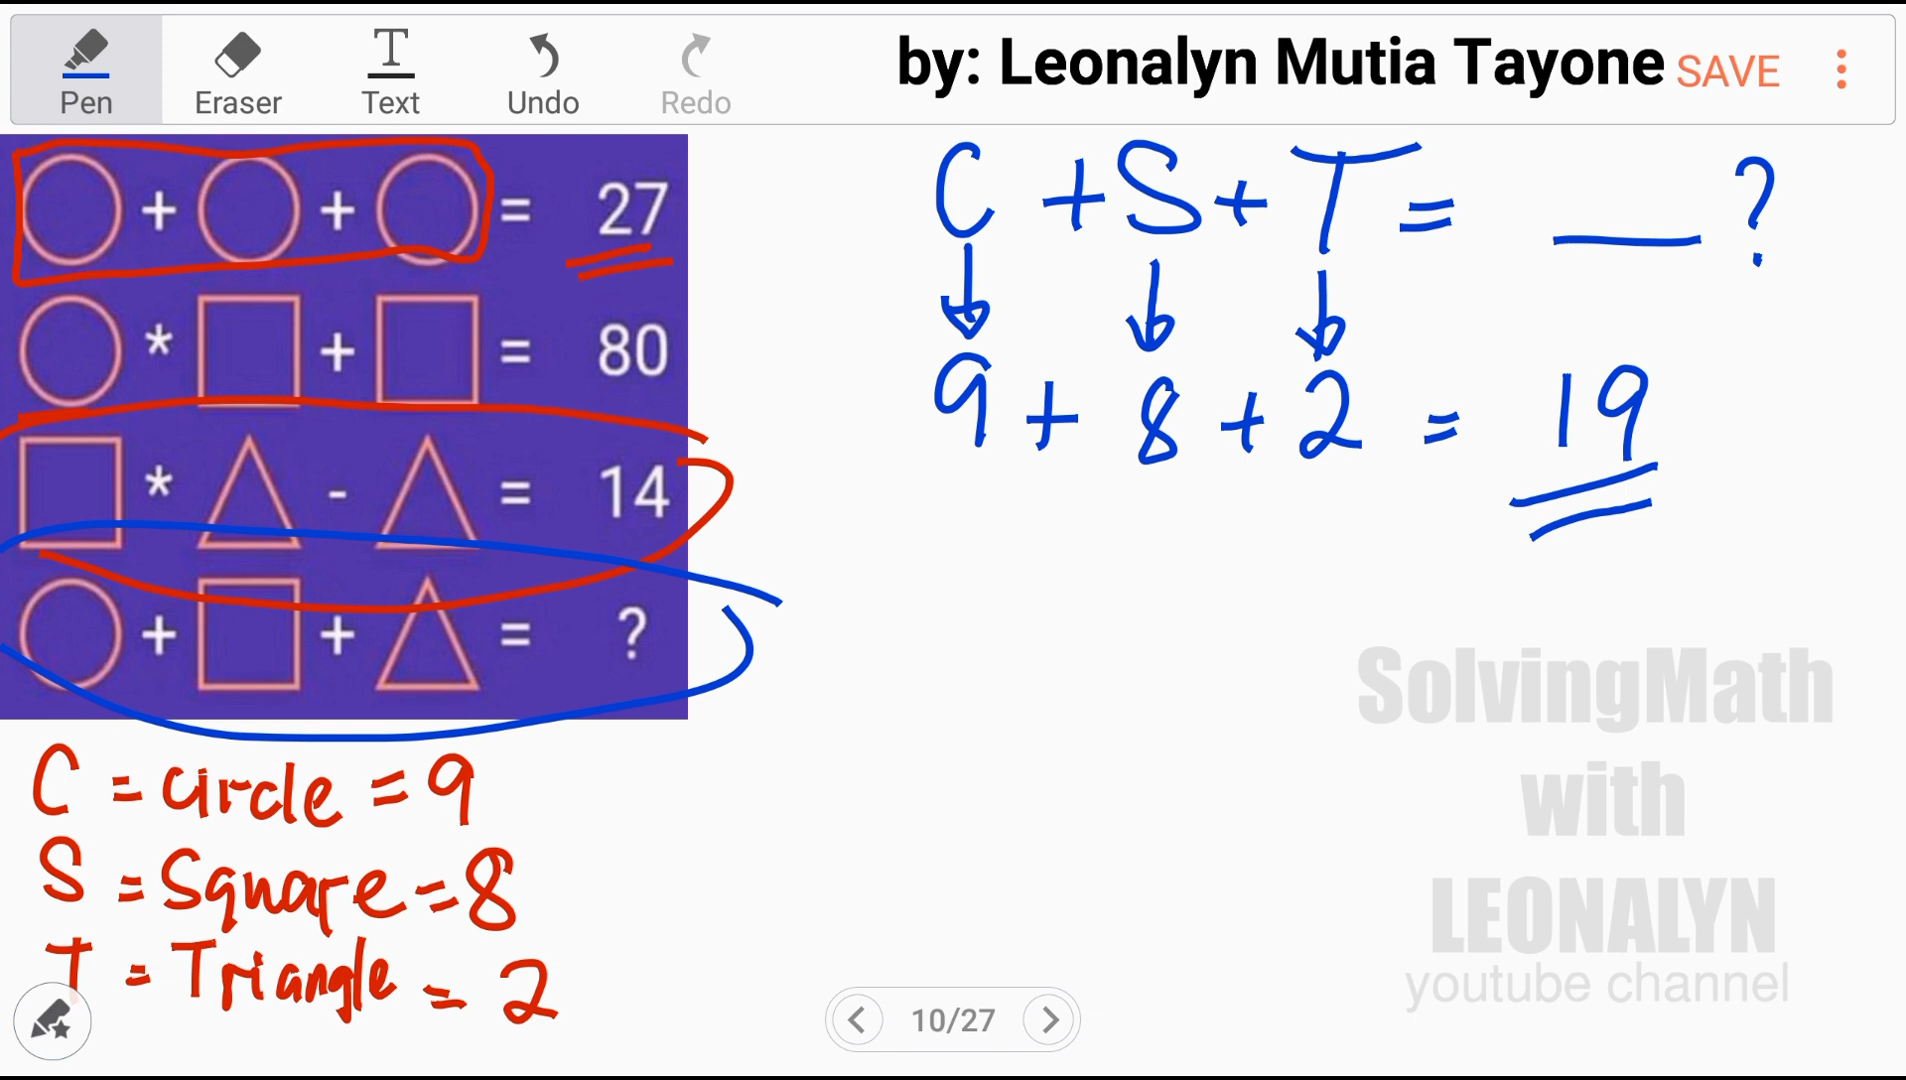 Pen Eraser Text Undo Redo by: Leonalyn Mutia Tayone SAVE
+ + = 27
* + = 80
* - = 14
+ + = ?
C = circle = 9
S = Square = 8
T = Triangle = 2
C + S + T = ___ ?
9 + 8 + 2 = 19
SolvingMath
with
LEONALYN
youtube channel
10/27